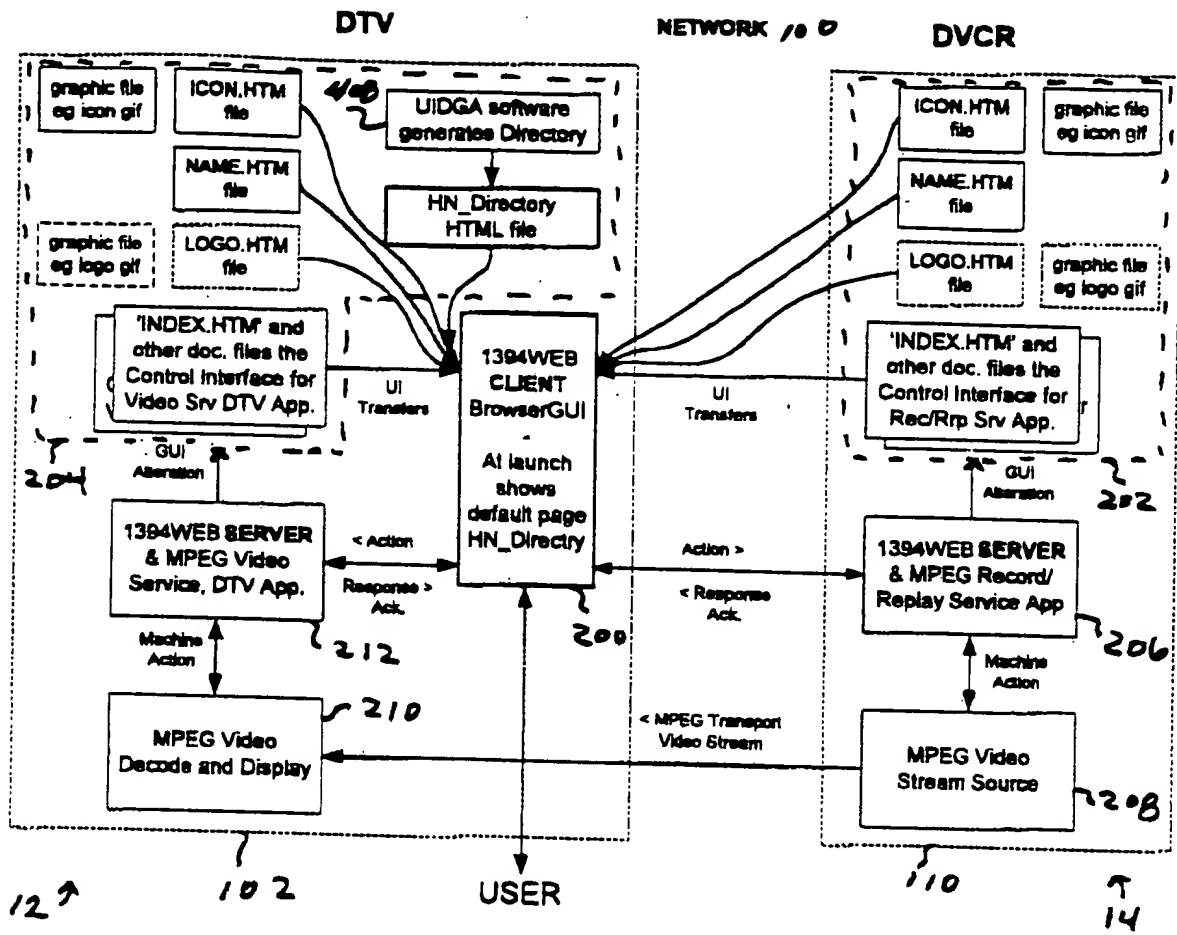 DTV
NETWORK 100
DVCR
graphic file
eg icon gif
ICON.HTM
file
408
UIDGA software
generates Directory
NAME.HTM
file
HN_Directory
HTML file
graphic file
eg logo gif
LOGO.HTM
file
'INDEX.HTM' and
other doc. files the
Control Interface for
Video Srv DTV App.
UI
Transfers
204
GUI
Alteration
1394WEB
CLIENT
BrowserGUI
At launch
shows
default page
HN_Directry
200
1394WEB SERVER
& MPEG Video
Service, DTV App.
212
< Action
Response >
Ack.
Machine
Action
210
MPEG Video
Decode and Display
102
12
USER
ICON.HTM
file
graphic file
eg icon gif
NAME.HTM
file
LOGO.HTM
file
graphic file
eg logo gif
UI
Transfers
'INDEX.HTM' and
other doc. files the
Control Interface for
Rec/Rrp Srv App.
r
202
GUI
Alteration
Action >
< Response
Ack.
1394WEB SERVER
& MPEG Record/
Replay Service App
206
Machine
Action
< MPEG Transport
Video Stream
MPEG Video
Stream Source
208
110
14